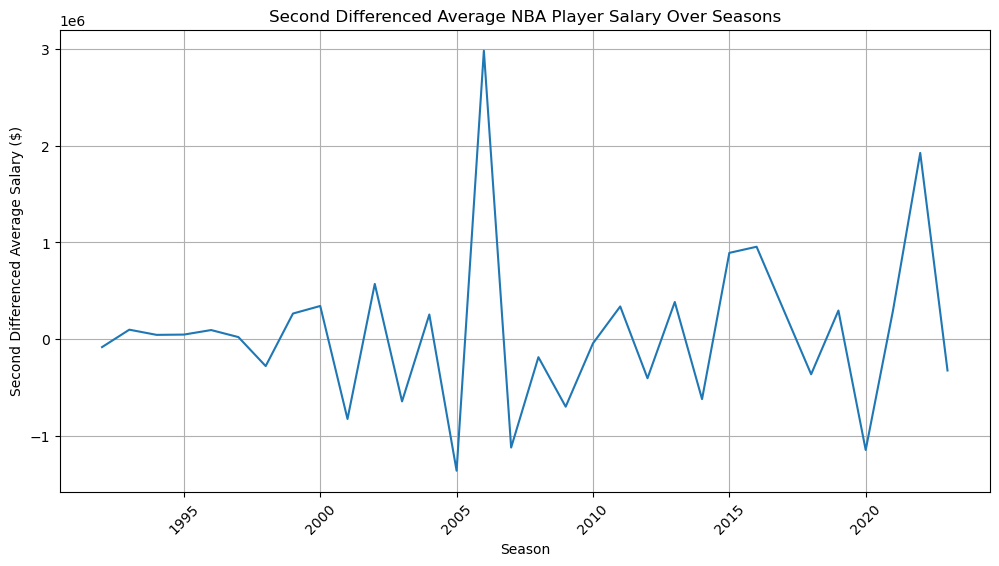 Second Differenced Average NBA Player Salary Over Seasons
1e6
3
2
1
0
−1
Second Differenced Average Salary ($)
1995
2000
2005
2010
2015
2020
Season